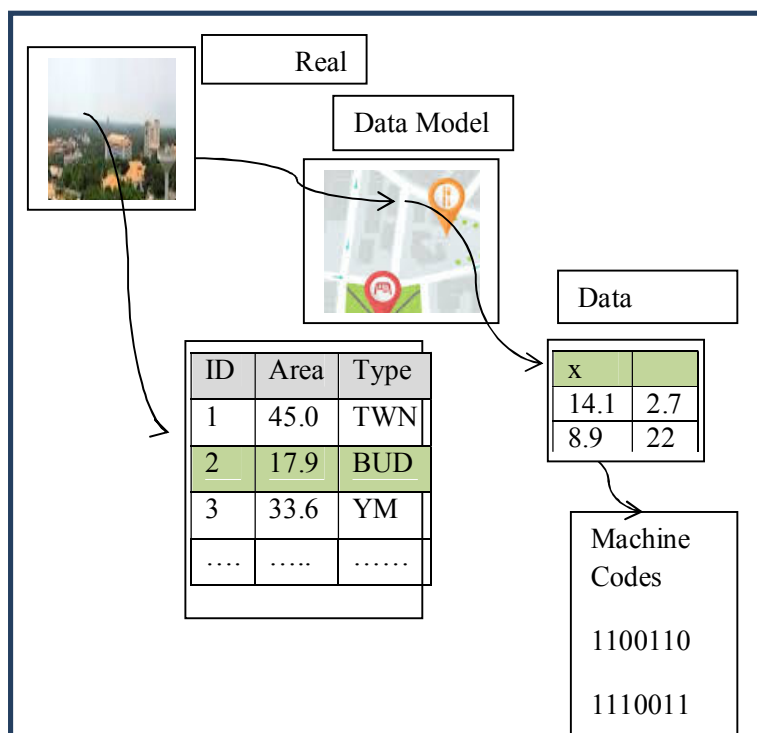 Real
Data Model
Data
ID Area Type
1 45.0 TWN
2 17.9 BUD
3 33.6 YM
.... ..... ......
x
14.1 2.7
8.9 22
Machine
Codes
1100110
1110011